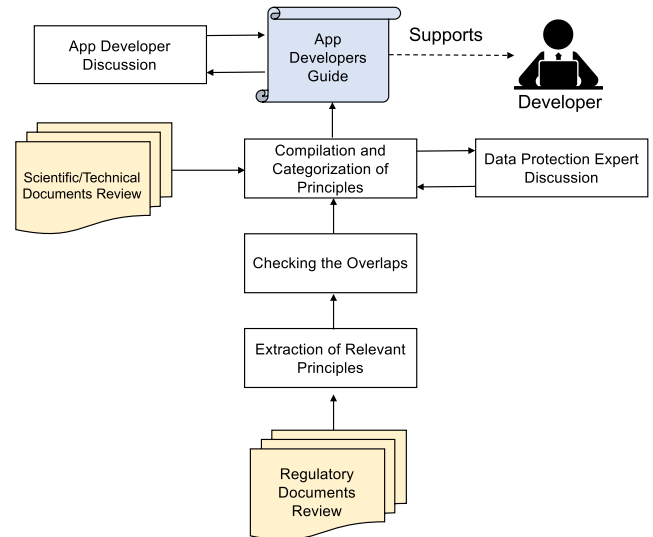 App Developer
Discussion
App
Developers
Guide
Supports
Developer
Scientific/Technical
Documents Review
Compilation and
Categorization of
Principles
Data Protection Expert
Discussion
Checking the Overlaps
Extraction of Relevant
Principles
Regulatory
Documents
Review